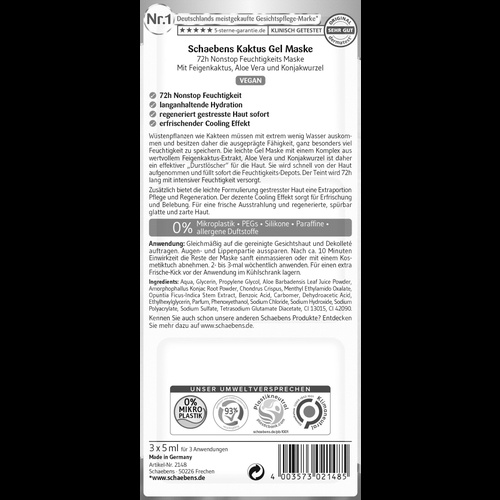 Nr.1 Deutschlands meistgekaufte Gesichtspflege-Marke*
★★★★★ 5-sterne-garantie.de KLINISCH GETESTET
ORIGINAL
SEHR GUT
dermatest
Schaebens Kaktus Gel Maske
72h Nonstop Feuchtigkeits Maske
Mit Feigenkaktus, Aloe Vera und Konjakwurzel
VEGAN
72h Nonstop Feuchtigkeit
langanhaltende Hydration
regeneriert gestresste Haut sofort
erfrischender Cooling Effekt
Wüstenpflanzen wie Kakteen müssen mit extrem wenig Wasser auskom-
men und besitzen daher die ausgeprägte Fähigkeit, ganz besonders viel
Feuchtigkeit zu speichern. Die leichte Gel Maske mit einem Komplex aus
wertvollem Feigenkaktus-Extrakt, Aloe Vera und Konjakwurzel ist daher
ein effektiver „Durstlöscher" für die Haut. Sie wird schnell von der Haut
aufgenommen und füllt sofort die Feuchtigkeits-Depots. Der Teint wird 72h
lang mit intensiver Feuchtigkeit versorgt.
Zusätzlich bietet die leichte Formulierung gestresster Haut eine Extraportion
Pflege und Regeneration. Der dezente Cooling Effekt sorgt für Erfrischung
und Belebung. Für eine frische Ausstrahlung und regenerierte, spürbar
glatte und zarte Haut.
0% Mikroplastik • PEGs • Silikone • Paraffine •
allergene Duftstoffe
Anwendung: Gleichmäßig auf die gereinigte Gesichtshaut und Dekolleté
auftragen. Augen- und Lippenpartie aussparen. Nach ca. 10 Minuten
Einwirkzeit die Reste der Maske sanft einmassieren oder mit einem Kos-
metiktuch abnehmen. 2- bis 3-mal wöchentlich anwenden. Für einen extra
Frische-Kick vor der Anwendung im Kühlschrank lagern.
Ingredients: Aqua, Glycerin, Propylene Glycol, Aloe Barbadensis Leaf Juice Powder,
Amorphophallus Konjac Root Powder, Chondrus Crispus, Menthyl Ethylamido Oxalate,
Opuntia Ficus-Indica Stem Extract, Benzoic Acid, Carbomer, Dehydroacetic Acid,
Ethylhexylglycerin, Parfum, Phenoxyethanol, Sodium Chloride, Sodium Hydroxide, Sodium
Polyacrylate, Sodium Sulfate, Tetrasodium Glutamate Diacetate, CI 13015, CI 42090.
Kennen Sie auch schon unsere anderen Schaebens Produkte? Entdecken
Sie mehr dazu auf www.schaebens.de.
UNSER UMWELTVERSPRECHEN
0%
MIKRO
PLASTIK
93%
Plastikneutral
schaebens.de/pb1001
Klimaneutral
3 x 5 ml für 3 Anwendungen
Made in Germany
Artikel-Nr. 2148
Schaebens · 50226 Frechen
*www.schaebens.de
4 003573 021485